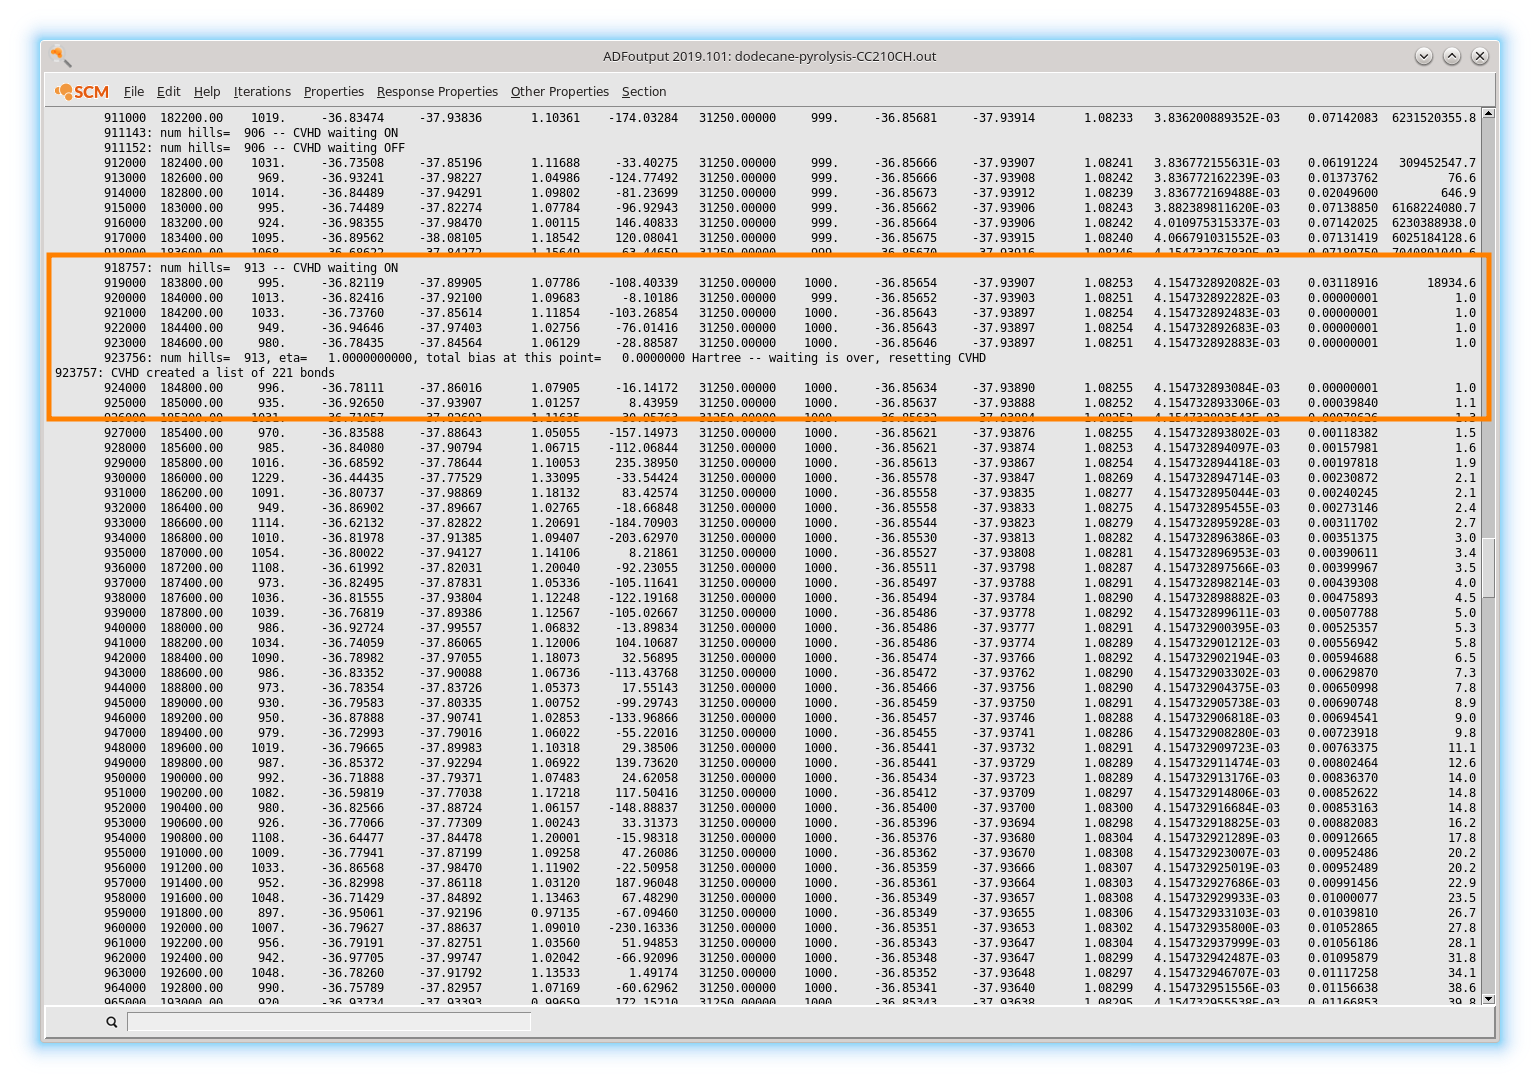 ADFoutput 2019.101: dodecane-pyrolysis-CC210CH.out
SCM File Edit Help Iterations Properties Response Properties Other Properties Section
911000 182200.00 1019. -36.83474 -37.93836 1.10361 -174.03284 31250.00000 999. -36.85681 -37.93914 1.08233 3.836200889352E-03 0.07142083 6231520355.8
911143: num hills= 906 -- CVHD waiting ON
911152: num hills= 906 -- CVHD waiting OFF
912000 182400.00 1031. -36.73508 -37.85196 1.11688 -33.40275 31250.00000 999. -36.85666 -37.93907 1.08241 3.836772155631E-03 0.06191224 309452547.7
913000 182600.00 969. -36.93241 -37.98227 1.04986 -124.77492 31250.00000 999. -36.85666 -37.93908 1.08242 3.836772162239E-03 0.01373762 76.6
914000 182800.00 1014. -36.84489 -37.94291 1.09802 -81.23699 31250.00000 999. -36.85673 -37.93912 1.08239 3.836772169488E-03 0.02049600 646.9
915000 183000.00 995. -36.74489 -37.82274 1.07784 -96.92943 31250.00000 999. -36.85662 -37.93906 1.08243 3.882389811620E-03 0.07138850 6168224080.7
916000 183200.00 924. -36.98355 -37.98470 1.00115 146.40833 31250.00000 999. -36.85664 -37.93906 1.08242 4.010975315337E-03 0.07142025 6230388938.0
917000 183400.00 1095. -36.89562 -38.08105 1.18542 120.08041 31250.00000 999. -36.85675 -37.93915 1.08240 4.066791031552E-03 0.07131419 6025184128.6
918757: num hills= 913 -- CVHD waiting ON
919000 183800.00 995. -36.82119 -37.89905 1.07786 -108.40339 31250.00000 1000. -36.85654 -37.93907 1.08253 4.154732892082E-03 0.03118916 18934.6
920000 184000.00 1013. -36.82416 -37.92100 1.09683 -8.10186 31250.00000 999. -36.85652 -37.93903 1.08251 4.154732892282E-03 0.00000001 1.0
921000 184200.00 1033. -36.73760 -37.85614 1.11854 -103.26854 31250.00000 1000. -36.85643 -37.93897 1.08254 4.154732892483E-03 0.00000001 1.0
922000 184400.00 949. -36.94646 -37.97403 1.02756 -76.01416 31250.00000 1000. -36.85643 -37.93897 1.08254 4.154732892683E-03 0.00000001 1.0
923000 184600.00 980. -36.78435 -37.84564 1.06129 -28.88587 31250.00000 1000. -36.85646 -37.93897 1.08251 4.154732892883E-03 0.00000001 1.0
923756: num hills= 913, eta= 1.0000000000, total bias at this point= 0.0000000 Hartree -- waiting is over, resetting CVHD
923757: CVHD created a list of 221 bonds
924000 184800.00 996. -36.78111 -37.86016 1.07905 -16.14172 31250.00000 1000. -36.85634 -37.93890 1.08255 4.154732893084E-03 0.00000001 1.0
925000 185000.00 935. -36.92650 -37.93907 1.01257 8.43959 31250.00000 1000. -36.85637 -37.93888 1.08252 4.154732893306E-03 0.00039840 1.1
927000 185400.00 970. -36.83588 -37.88643 1.05055 -157.14973 31250.00000 1000. -36.85621 -37.93876 1.08255 4.154732893802E-03 0.00118382 1.5
928000 185600.00 985. -36.84080 -37.90794 1.06715 -112.06844 31250.00000 1000. -36.85621 -37.93874 1.08253 4.154732894097E-03 0.00157981 1.6
929000 185800.00 1016. -36.68592 -37.78644 1.10053 235.38950 31250.00000 1000. -36.85613 -37.93867 1.08254 4.154732894418E-03 0.00197818 1.9
930000 186000.00 1229. -36.44435 -37.77529 1.33095 -33.54424 31250.00000 1000. -36.85578 -37.93847 1.08269 4.154732894714E-03 0.00230872 2.1
931000 186200.00 1091. -36.80737 -37.98869 1.18132 83.42574 31250.00000 1000. -36.85558 -37.93835 1.08277 4.154732895044E-03 0.00240245 2.1
932000 186400.00 949. -36.86902 -37.89667 1.02765 -18.66848 31250.00000 1000. -36.85558 -37.93833 1.08275 4.154732895455E-03 0.00273146 2.4
933000 186600.00 1114. -36.62132 -37.82822 1.20691 -184.70903 31250.00000 1000. -36.85544 -37.93823 1.08279 4.154732895928E-03 0.00311702 2.7
934000 186800.00 1010. -36.81978 -37.91385 1.09407 -203.62970 31250.00000 1000. -36.85530 -37.93813 1.08282 4.154732896386E-03 0.00351375 3.0
935000 187000.00 1054. -36.80022 -37.94127 1.14106 8.21861 31250.00000 1000. -36.85527 -37.93808 1.08281 4.154732896953E-03 0.00390611 3.4
936000 187200.00 1108. -36.61992 -37.82031 1.20040 -92.23055 31250.00000 1000. -36.85511 -37.93798 1.08287 4.154732897566E-03 0.00399967 3.5
937000 187400.00 973. -36.82495 -37.87831 1.05336 -105.11641 31250.00000 1000. -36.85497 -37.93788 1.08291 4.154732898214E-03 0.00439308 4.0
938000 187600.00 1036. -36.81555 -37.93804 1.12248 -122.19168 31250.00000 1000. -36.85494 -37.93784 1.08290 4.154732898882E-03 0.00475893 4.5
939000 187800.00 1039. -36.76819 -37.89386 1.12567 -105.02667 31250.00000 1000. -36.85486 -37.93778 1.08292 4.154732899611E-03 0.00507788 5.0
940000 188000.00 986. -36.92724 -37.99557 1.06832 -13.89834 31250.00000 1000. -36.85486 -37.93777 1.08291 4.154732900395E-03 0.00525357 5.3
941000 188200.00 1034. -36.74059 -37.86065 1.12006 104.10687 31250.00000 1000. -36.85486 -37.93774 1.08289 4.154732901212E-03 0.00556942 5.8
942000 188400.00 1090. -36.78982 -37.97055 1.18073 32.56895 31250.00000 1000. -36.85474 -37.93766 1.08292 4.154732902194E-03 0.00594688 6.5
943000 188600.00 986. -36.83352 -37.90088 1.06736 -113.43768 31250.00000 1000. -36.85472 -37.93762 1.08290 4.154732903302E-03 0.00629870 7.3
944000 188800.00 973. -36.78354 -37.83726 1.05373 17.55143 31250.00000 1000. -36.85466 -37.93756 1.08290 4.154732904375E-03 0.00650998 7.8
945000 189000.00 930. -36.79583 -37.80335 1.00752 -99.29743 31250.00000 1000. -36.85459 -37.93750 1.08291 4.154732905738E-03 0.00690748 8.9
946000 189200.00 950. -36.87888 -37.90741 1.02853 -133.96866 31250.00000 1000. -36.85457 -37.93746 1.08288 4.154732906818E-03 0.00694541 9.0
947000 189400.00 979. -36.72993 -37.79016 1.06022 -55.22016 31250.00000 1000. -36.85455 -37.93741 1.08286 4.154732908280E-03 0.00723918 9.8
948000 189600.00 1019. -36.79665 -37.89983 1.10318 29.38506 31250.00000 1000. -36.85441 -37.93732 1.08291 4.154732909723E-03 0.00763375 11.1
949000 189800.00 987. -36.85372 -37.92294 1.06922 139.73620 31250.00000 1000. -36.85441 -37.93729 1.08289 4.154732911474E-03 0.00802464 12.6
950000 190000.00 992. -36.71888 -37.79371 1.07483 24.62058 31250.00000 1000. -36.85434 -37.93723 1.08289 4.154732913176E-03 0.00836370 14.0
951000 190200.00 1082. -36.59819 -37.77038 1.17218 117.50416 31250.00000 1000. -36.85412 -37.93709 1.08297 4.154732914806E-03 0.00852622 14.8
952000 190400.00 980. -36.82566 -37.88724 1.06157 -148.88837 31250.00000 1000. -36.85400 -37.93700 1.08300 4.154732916684E-03 0.00853163 14.8
953000 190600.00 926. -36.77066 -37.77309 1.00243 33.31373 31250.00000 1000. -36.85396 -37.93694 1.08298 4.154732918825E-03 0.00882083 16.2
954000 190800.00 1108. -36.64477 -37.84478 1.20001 -15.98318 31250.00000 1000. -36.85376 -37.93680 1.08304 4.154732921289E-03 0.00912665 17.8
955000 191000.00 1009. -36.77941 -37.87199 1.09258 47.26086 31250.00000 1000. -36.85362 -37.93670 1.08308 4.154732923007E-03 0.00952486 20.2
956000 191200.00 1033. -36.86568 -37.98470 1.11902 -22.50958 31250.00000 1000. -36.85359 -37.93666 1.08307 4.154732925019E-03 0.00952489 20.2
957000 191400.00 952. -36.82998 -37.86118 1.03120 187.96048 31250.00000 1000. -36.85361 -37.93664 1.08303 4.154732927686E-03 0.00991456 22.9
958000 191600.00 1048. -36.71429 -37.84892 1.13463 67.48290 31250.00000 1000. -36.85349 -37.93657 1.08308 4.154732929933E-03 0.01000077 23.5
959000 191800.00 897. -36.95061 -37.92196 0.97135 -67.09460 31250.00000 1000. -36.85349 -37.93655 1.08306 4.154732933103E-03 0.01039810 26.7
960000 192000.00 1007. -36.79627 -37.88637 1.09010 -230.16336 31250.00000 1000. -36.85351 -37.93653 1.08302 4.154732935800E-03 0.01052865 27.8
961000 192200.00 956. -36.79191 -37.82751 1.03560 51.94853 31250.00000 1000. -36.85343 -37.93647 1.08304 4.154732937999E-03 0.01056186 28.1
962000 192400.00 942. -36.97705 -37.99747 1.02042 -66.92096 31250.00000 1000. -36.85348 -37.93647 1.08299 4.154732942487E-03 0.01095879 31.8
963000 192600.00 1048. -36.78260 -37.91792 1.13533 1.49174 31250.00000 1000. -36.85352 -37.93648 1.08297 4.154732946707E-03 0.01117258 34.1
964000 192800.00 990. -36.75789 -37.82957 1.07169 -60.62962 31250.00000 1000. -36.85341 -37.93640 1.08299 4.154732951556E-03 0.01156638 38.6
965000 193000.00 920. -36.93734 -37.93393 0.99659 172.15210 31250.00000 1000. -36.85343 -37.93638 1.08295 4.154732955538E-03 0.01166853 39.8